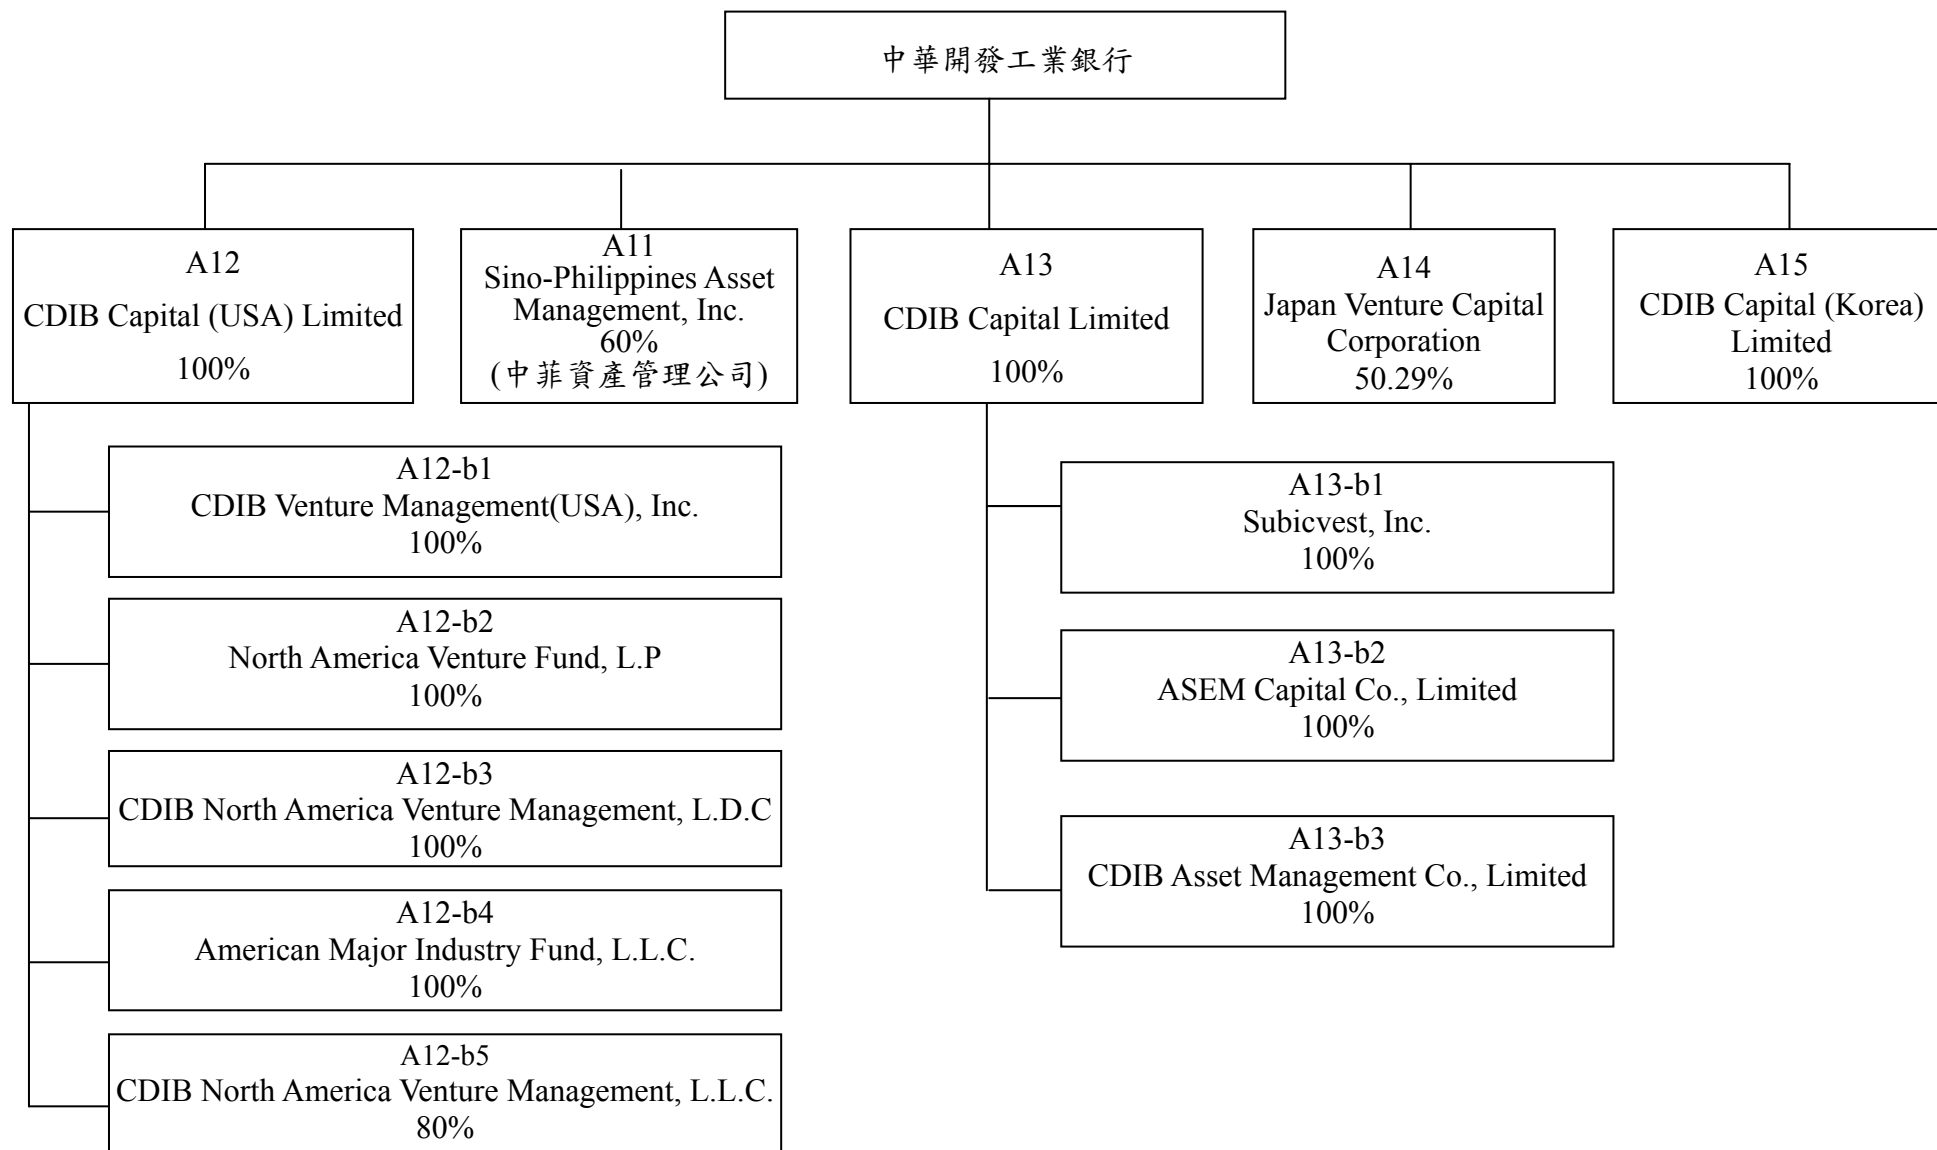 中華開發工業銀行
A12
CDIB Capital (USA) Limited
100%
A11
Sino-Philippines Asset
Management, Inc.
60%
(中菲資產管理公司)
A13
CDIB Capital Limited
100%
A14
Japan Venture Capital
Corporation
50.29%
A15
CDIB Capital (Korea)
Limited
100%
A12-b1
CDIB Venture Management(USA), Inc.
100%
A12-b2
North America Venture Fund, L.P
100%
A12-b3
CDIB North America Venture Management, L.D.C
100%
A12-b4
American Major Industry Fund, L.L.C.
100%
A12-b5
CDIB North America Venture Management, L.L.C.
80%
A13-b1
Subicvest, Inc.
100%
A13-b2
ASEM Capital Co., Limited
100%
A13-b3
CDIB Asset Management Co., Limited
100%